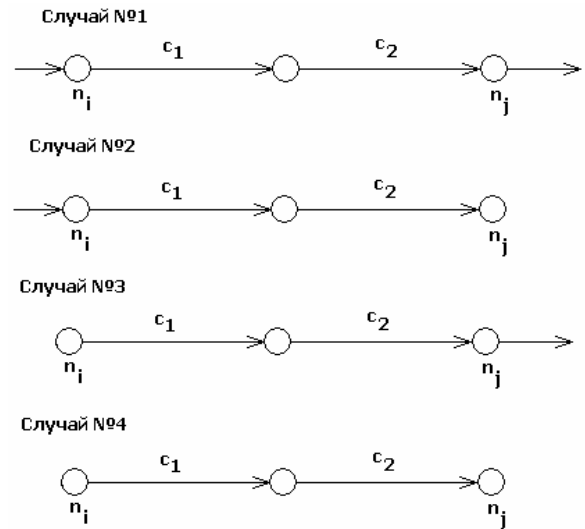 Случай №1
c1 c2
ni nj
Случай №2
c1 c2
ni nj
Случай №3
c1 c2
ni nj
Случай №4
c1 c2
ni nj